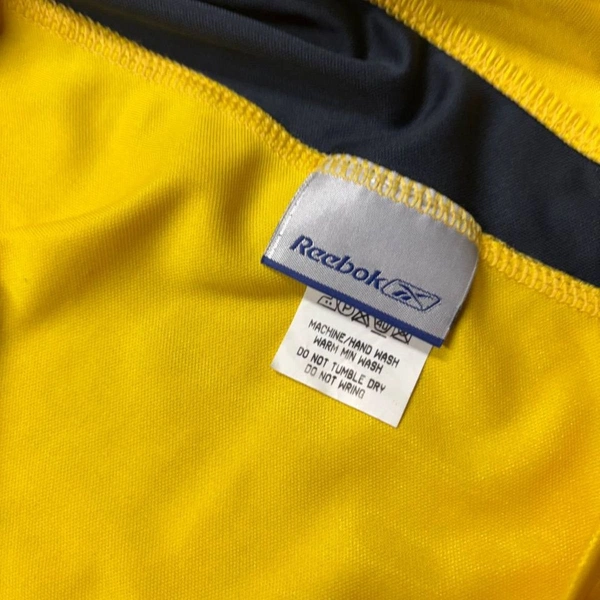 Reebok
MACHINE/HAND WASH
WARM MIN WASH
DO NOT TUMBLE DRY
DO NOT WRING